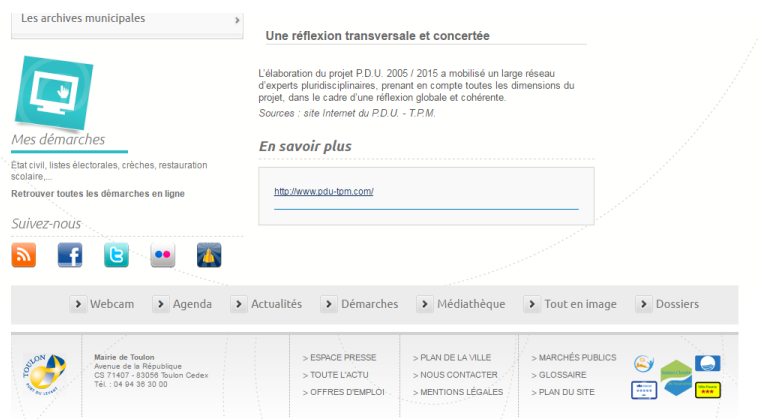 Les archives municipales
Une réflexion transversale et concertée
L'élaboration du projet P.D.U. 2005 / 2015 a mobilisé un large réseau
d'experts pluridisciplinaires, prenant en compte toutes les dimensions du
projet, dans le cadre d'une réflexion globale et cohérente.
Sources : site Internet du P.D.U. - T.P.M.
En savoir plus
http://www.pdu-tpm.com/
Mes démarches
État civil, listes électorales, crèches, restauration
scolaire,...
Retrouver toutes les démarches en ligne
Suivez-nous
Webcam
Agenda
Actualités
Démarches
Médiathèque
Tout en image
Dossiers
TOULON
PORT DU LEVANT
Mairie de Toulon
Avenue de la République
CS 71407 - 83056 Toulon Cedex
Tél. : 04 94 36 30 00
> ESPACE PRESSE
> TOUTE L'ACTU
> OFFRES D'EMPLOI
> PLAN DE LA VILLE
> NOUS CONTACTER
> MENTIONS LÉGALES
> MARCHÉS PUBLICS
> GLOSSAIRE
> PLAN DU SITE